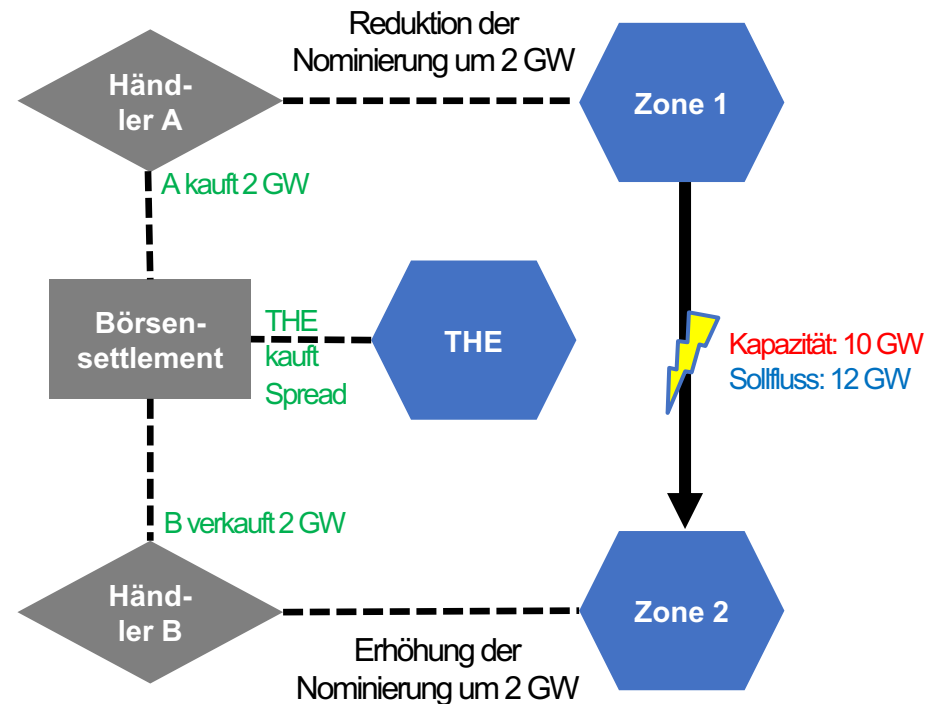 Reduktion der
Nominierung um 2 GW
Händ-
ler A
Zone 1
A kauft 2 GW
Börsen-
settlement
THE
kauft
Spread
THE
Kapazität: 10 GW
Sollfluss: 12 GW
B verkauft 2 GW
Händ-
ler B
Zone 2
Erhöhung der
Nominierung um 2 GW